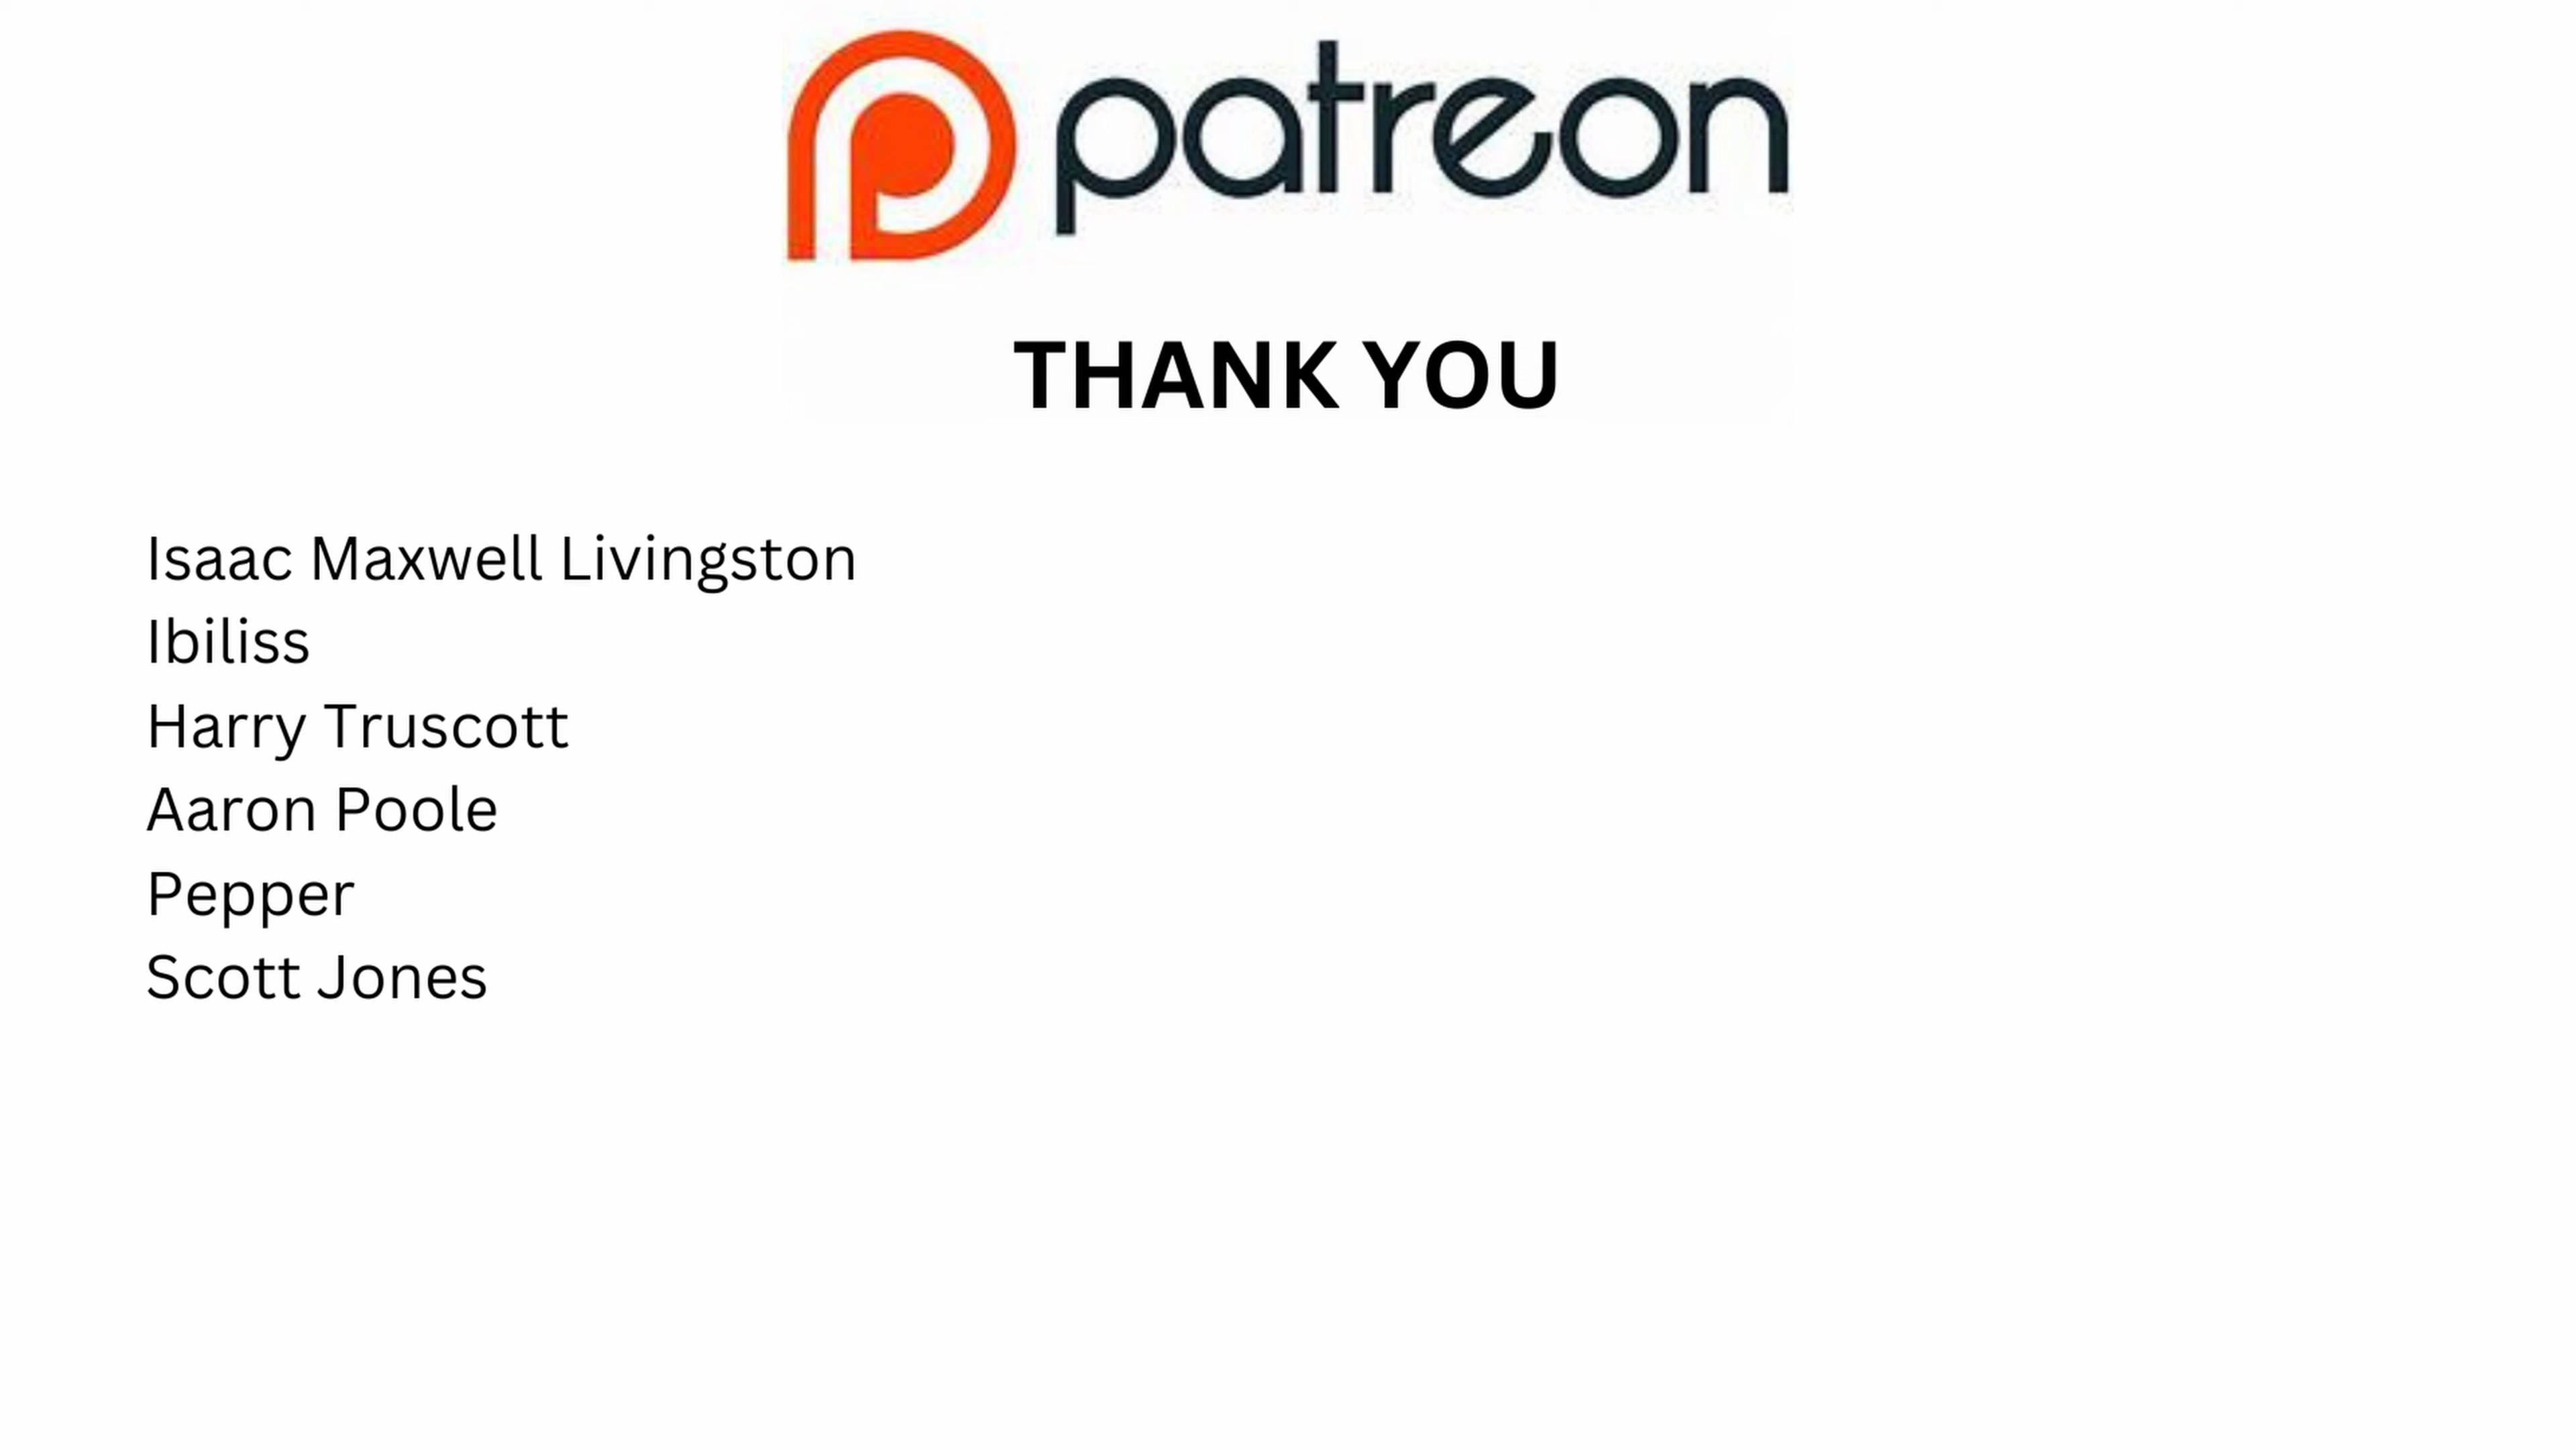 patreon
THANK YOU
Isaac Maxwell Livingston
Ibiliss
Harry Truscott
Aaron Poole
Pepper
Scott Jones